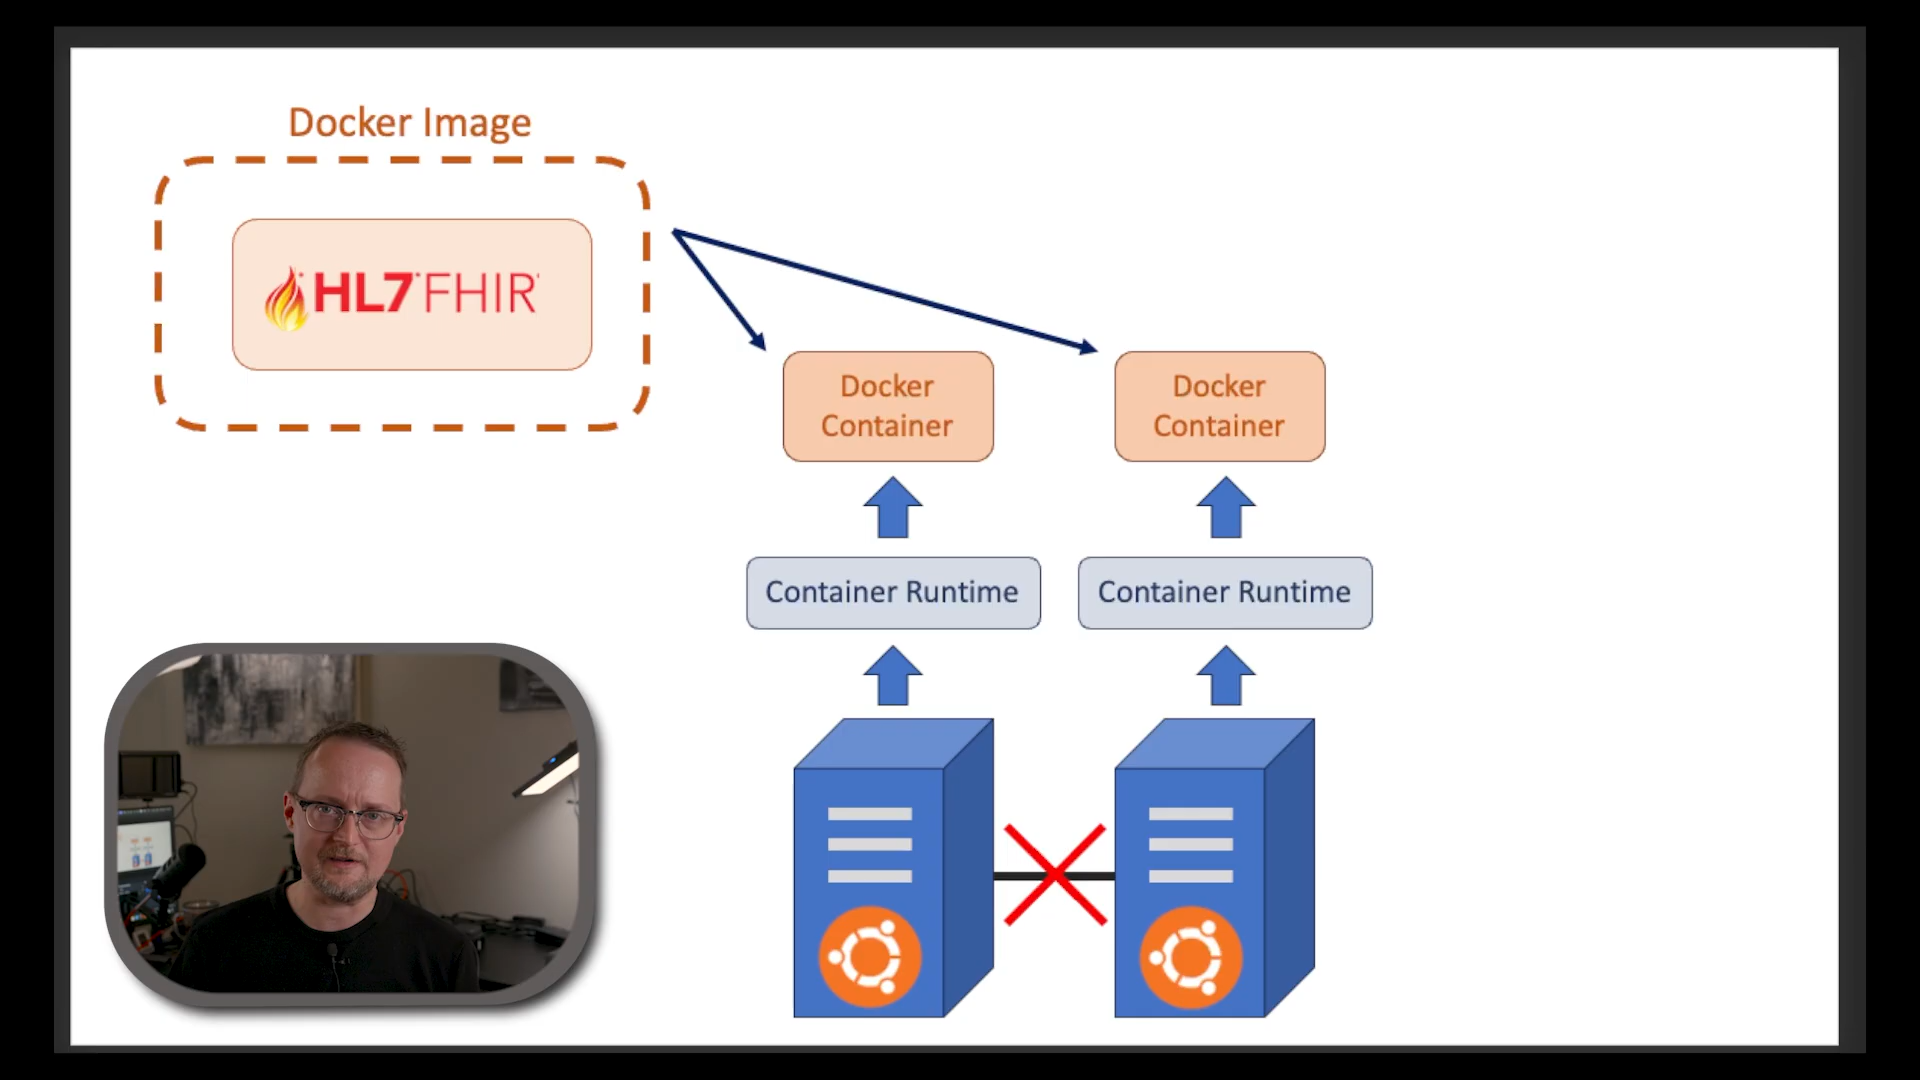 Docker Image
HL7 FHIR
Docker
Container
Docker
Container
Container Runtime
Container Runtime